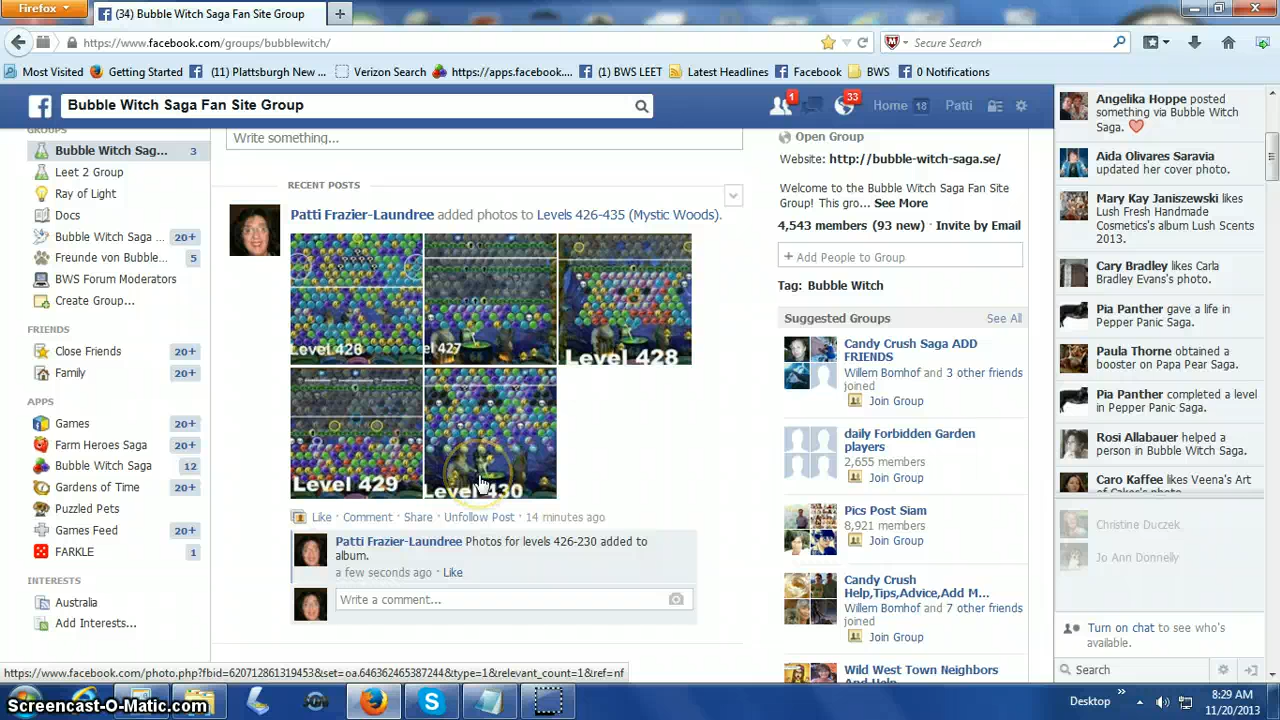 Firefox
(34) Bubble Witch Saga Fan Site Group
https://www.facebook.com/groups/bubblewitch/
Secure Search
Most Visited
Getting Started
(11) Plattsburgh New ...
Verizon Search
https://apps.facebook....
(1) BWS LEET
Latest Headlines
Facebook
BWS
0 Notifications
Bubble Witch Saga Fan Site Group
1
33
Home 18
Patti
GROUPS
Bubble Witch Sag... 3
Leet 2 Group
Ray of Light
Docs
Bubble Witch Saga ... 20+
Freunde von Bubble... 5
BWS Forum Moderators
Create Group...
FRIENDS
Close Friends 20+
Family 20+
APPS
Games 20+
Farm Heroes Saga 20+
Bubble Witch Saga 12
Gardens of Time 20+
Puzzled Pets
Games Feed 20+
FARKLE 1
INTERESTS
Australia
Add Interests...
Write something...
RECENT POSTS
Patti Frazier-Laundree added photos to Levels 426-435 (Mystic Woods).
Level 426
el 427
Level 428
Level 429
Level 430
Like · Comment · Share · Unfollow Post · 14 minutes ago
Patti Frazier-Laundree Photos for levels 426-230 added to
album.
a few seconds ago · Like
Write a comment...
Open Group
Website: http://bubble-witch-saga.se/
Welcome to the Bubble Witch Saga Fan Site
Group! This gro... See More
4,543 members (93 new) · Invite by Email
+ Add People to Group
Tag: Bubble Witch
Suggested Groups
See All
Candy Crush Saga ADD
FRIENDS
Willem Bomhof and 3 other friends
joined
Join Group
daily Forbidden Garden
players
2,655 members
Join Group
Pics Post Siam
8,921 members
Join Group
Candy Crush
Help,Tips,Advice,Add M...
Willem Bomhof and 7 other friends
joined
Join Group
Wild West Town Neighbors
Angelika Hoppe posted
something via Bubble Witch
Saga.
Aida Olivares Saravia
updated her cover photo.
Mary Kay Janiszewski likes
Lush Fresh Handmade
Cosmetics's album Lush Scents
2013.
Cary Bradley likes Carla
Bradley Evans's photo.
Pia Panther gave a life in
Pepper Panic Saga.
Paula Thorne obtained a
booster on Papa Pear Saga.
Pia Panther completed a level
in Pepper Panic Saga.
Rosi Allabauer helped a
person in Bubble Witch Saga.
Caro Kaffee likes Veena's Art
Christine Duczek
Jo Ann Donnelly
Turn on chat to see who's
available.
Search
https://www.facebook.com/photo.php?fbid=620712861319453&set=oa.646362465387244&type=1&relevant_count=1&ref=nf
Screencast-O-Matic.com
Desktop
8:29 AM
11/20/2013